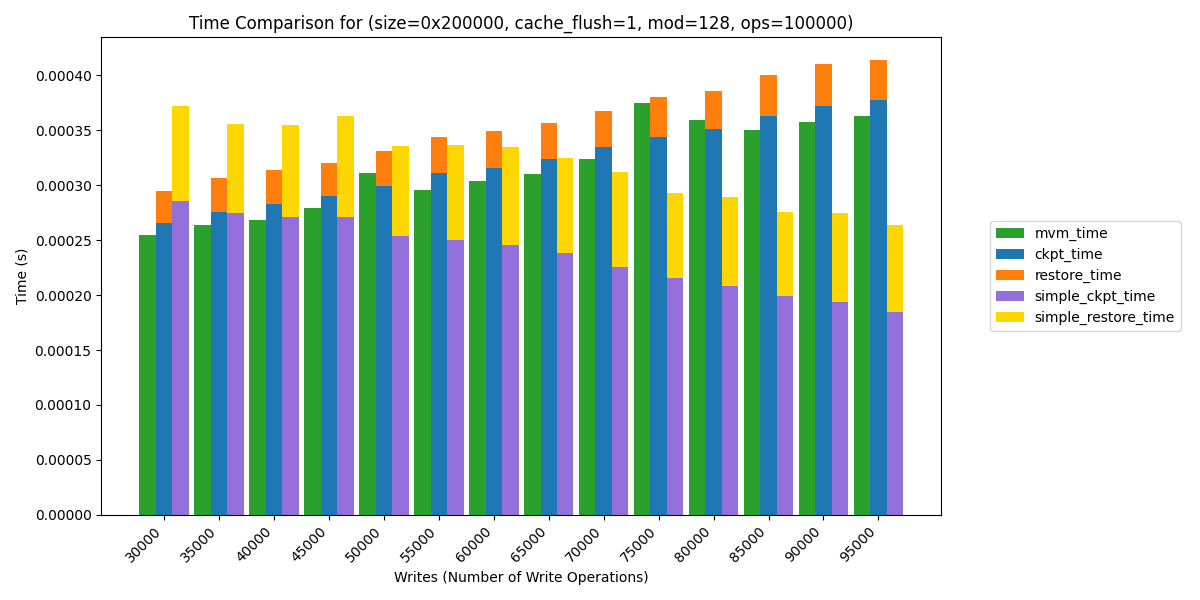 Time Comparison for (size=0x200000, cache_flush=1, mod=128, ops=100000)
Time (s)
0.00040
0.00035
0.00030
0.00025
0.00020
0.00015
0.00010
0.00005
0.00000
30000
35000
40000
45000
50000
55000
60000
65000
70000
75000
80000
85000
90000
95000
Writes (Number of Write Operations)
mvm_time
ckpt_time
restore_time
simple_ckpt_time
simple_restore_time